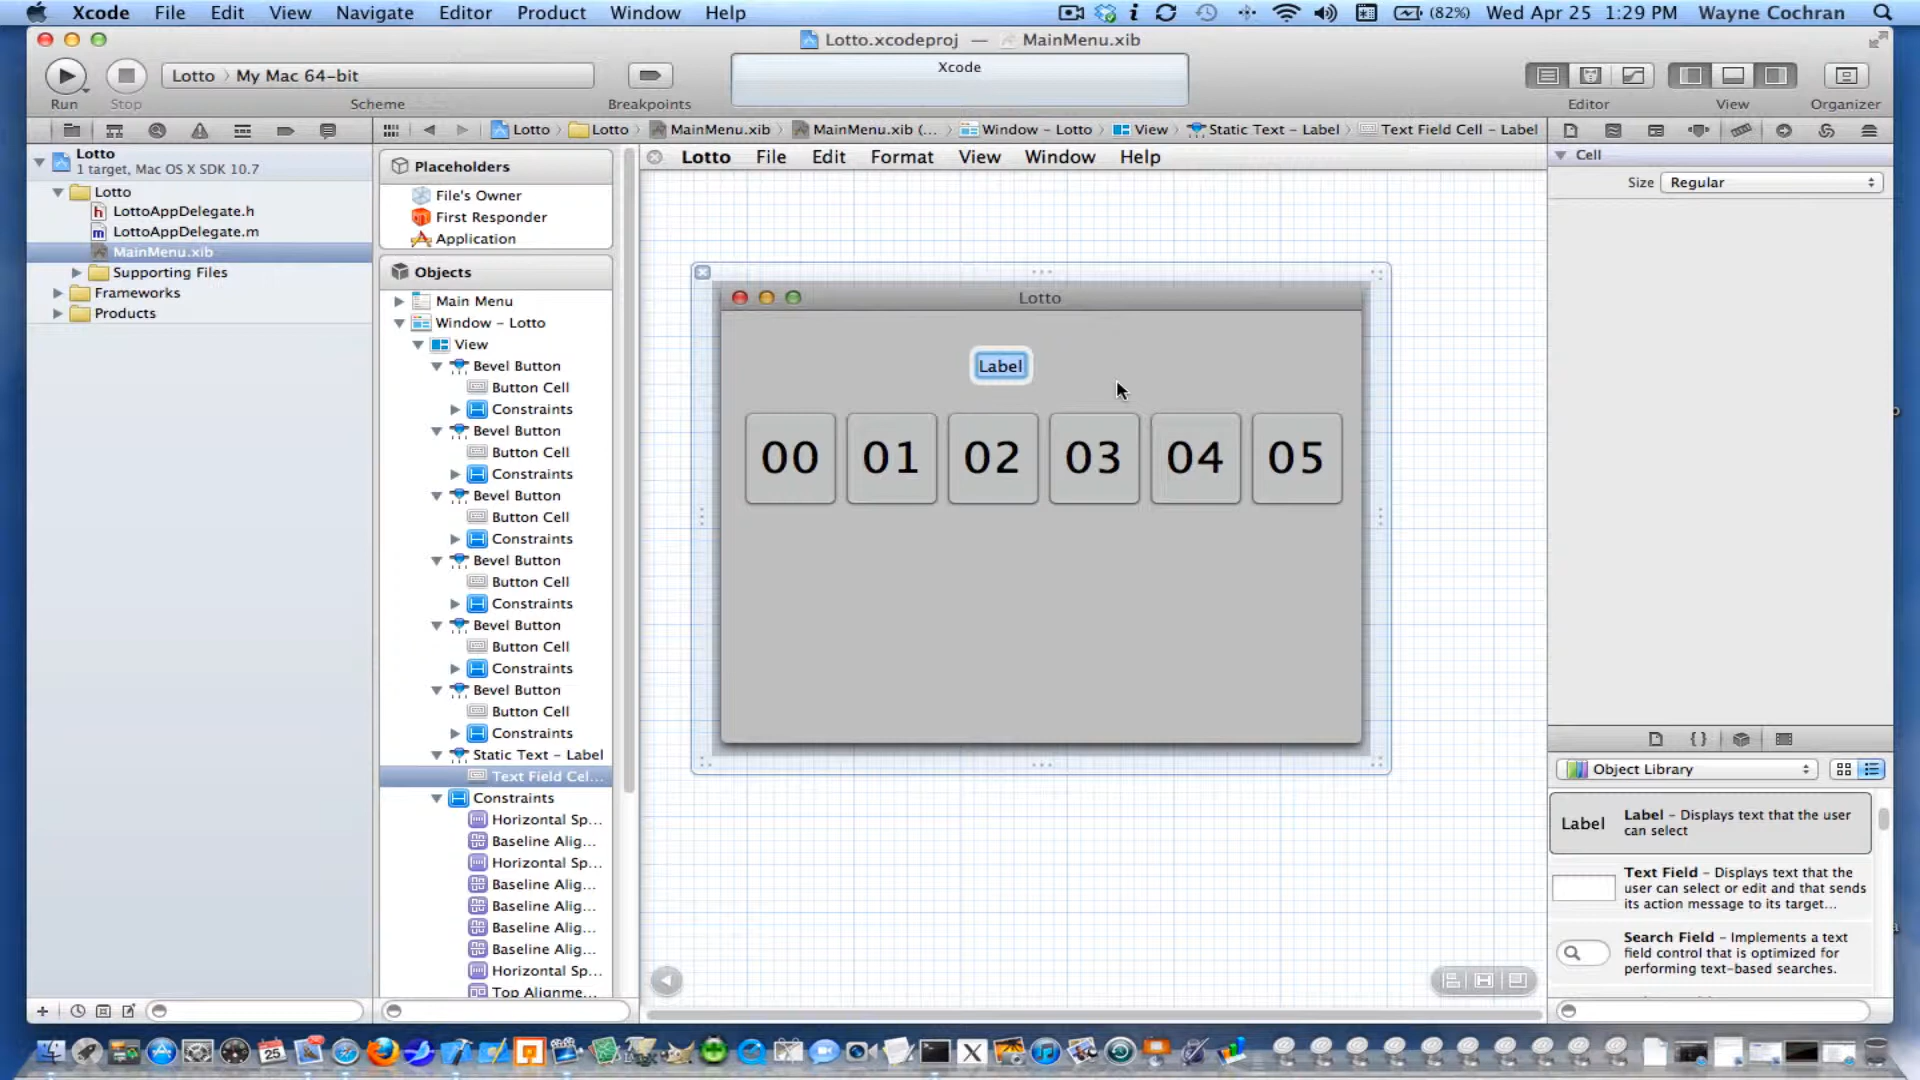 Xcode File Edit View Navigate Editor Product Window Help (82%) Wed Apr 25 1:29 PM Wayne Cochran
Lotto.xcodeproj — MainMenu.xib
Lotto My Mac 64-bit
Xcode
Run Stop Scheme Breakpoints Editor View Organizer
Lotto Lotto MainMenu.xib MainMenu.xib (... Window - Lotto View Static Text - Label Text Field Cell - Label
Lotto
1 target, Mac OS X SDK 10.7
Lotto
LottoAppDelegate.h
LottoAppDelegate.m
MainMenu.xib
Supporting Files
Frameworks
Products
Placeholders
File's Owner
First Responder
Application
Objects
Main Menu
Window - Lotto
View
Bevel Button
Button Cell
Constraints
Bevel Button
Button Cell
Constraints
Bevel Button
Button Cell
Constraints
Bevel Button
Button Cell
Constraints
Bevel Button
Button Cell
Constraints
Bevel Button
Button Cell
Constraints
Static Text - Label
Text Field Cel...
Constraints
Horizontal Sp...
Baseline Alig...
Horizontal Sp...
Baseline Alig...
Baseline Alig...
Baseline Alig...
Baseline Alig...
Horizontal Sp...
Top Alignme...
Lotto File Edit Format View Window Help
Lotto
Label
00 01 02 03 04 05
Cell
Size Regular
Object Library
Label
Label - Displays text that the user
can select
Text Field - Displays text that the
user can select or edit and that sends
its action message to its target...
Search Field - Implements a text
field control that is optimized for
performing text-based searches.
25